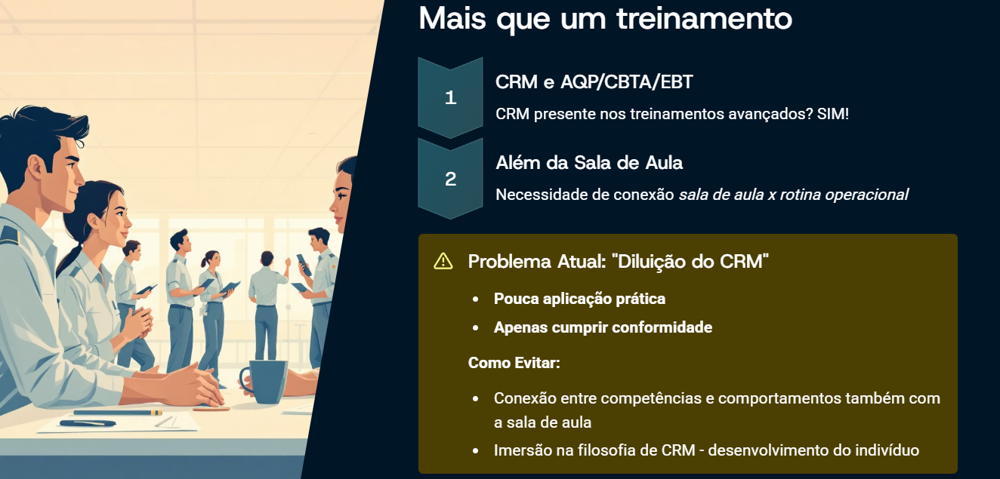 Mais que um treinamento
1
CRM e AQP/CBTA/EBT
CRM presente nos treinamentos avançados? SIM!
2
Além da Sala de Aula
Necessidade de conexão sala de aula x rotina operacional
Problema Atual: "Diluição do CRM"
• Pouca aplicação prática
• Apenas cumprir conformidade
Como Evitar:
• Conexão entre competências e comportamentos também com
a sala de aula
• Imersão na filosofia de CRM - desenvolvimento do indivíduo